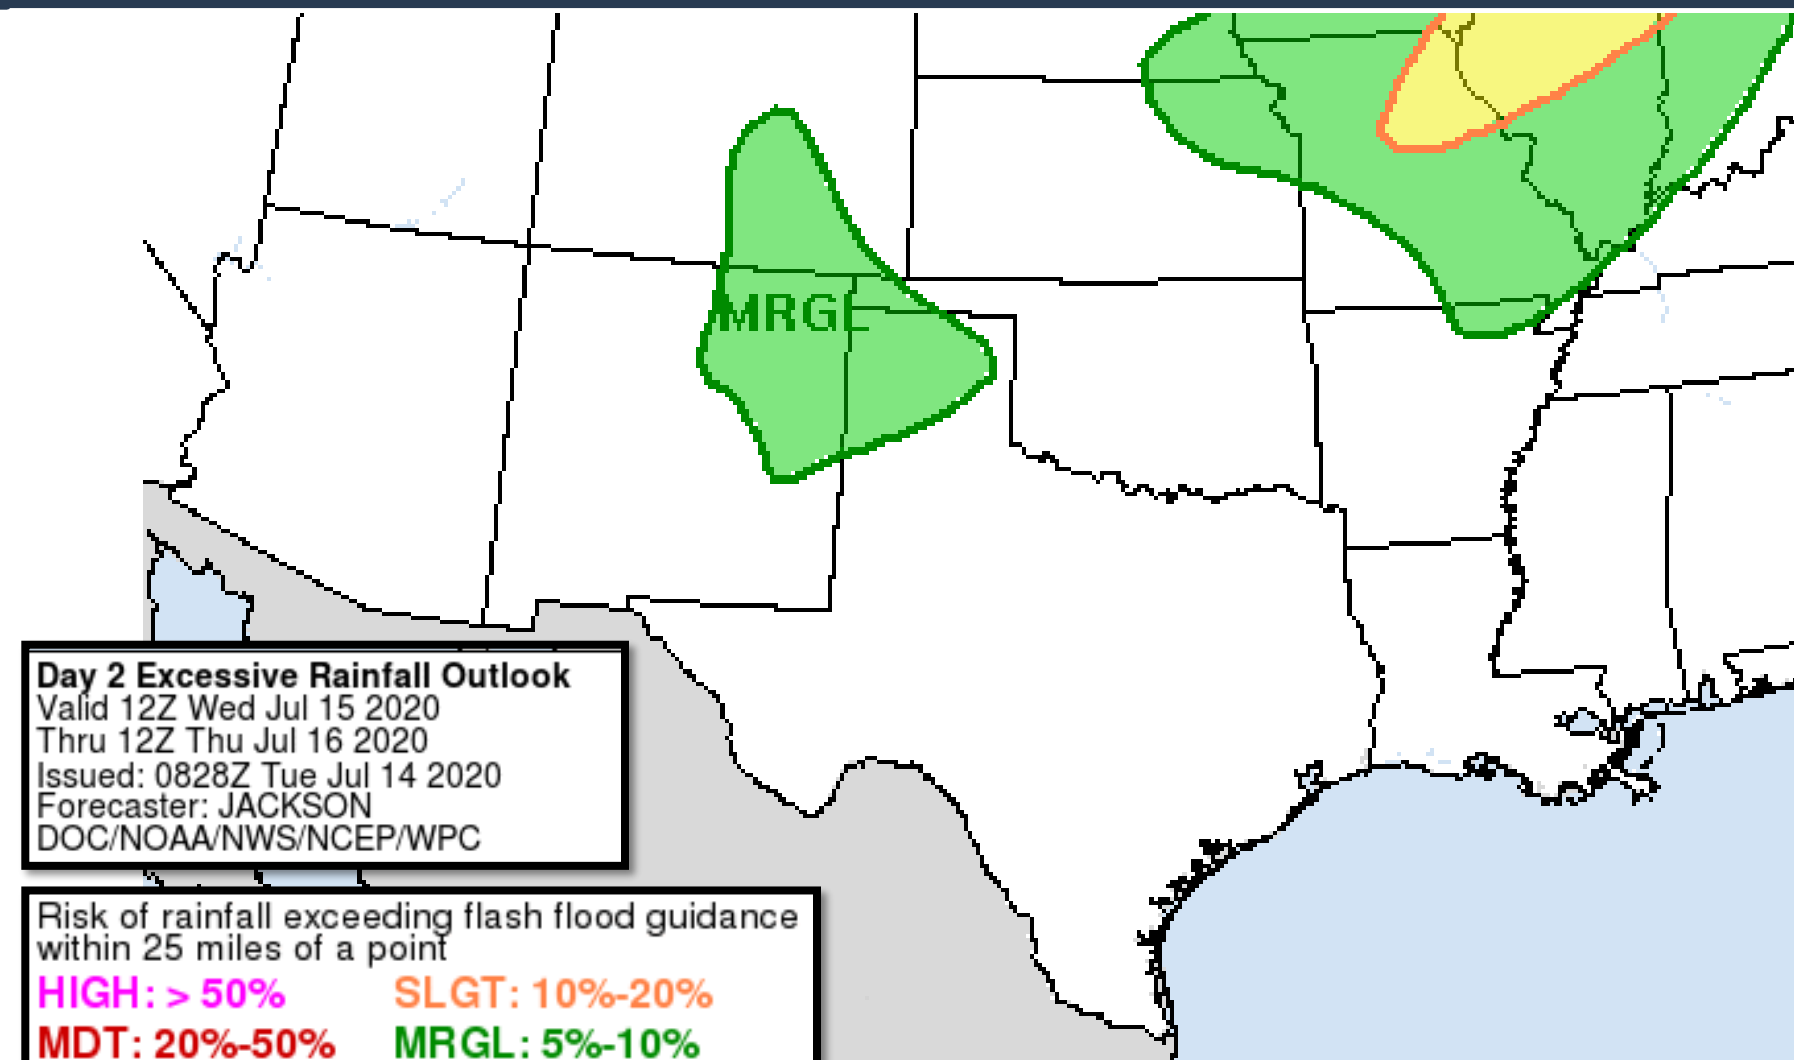 MRGL
Day 2 Excessive Rainfall Outlook
Valid 12Z Wed Jul 15 2020
Thru 12Z Thu Jul 16 2020
Issued: 0828Z Tue Jul 14 2020
Forecaster: JACKSON
DOC/NOAA/NWS/NCEP/WPC
Risk of rainfall exceeding flash flood guidance
within 25 miles of a point
HIGH: > 50% SLGT: 10%-20%
MDT: 20%-50% MRGL: 5%-10%